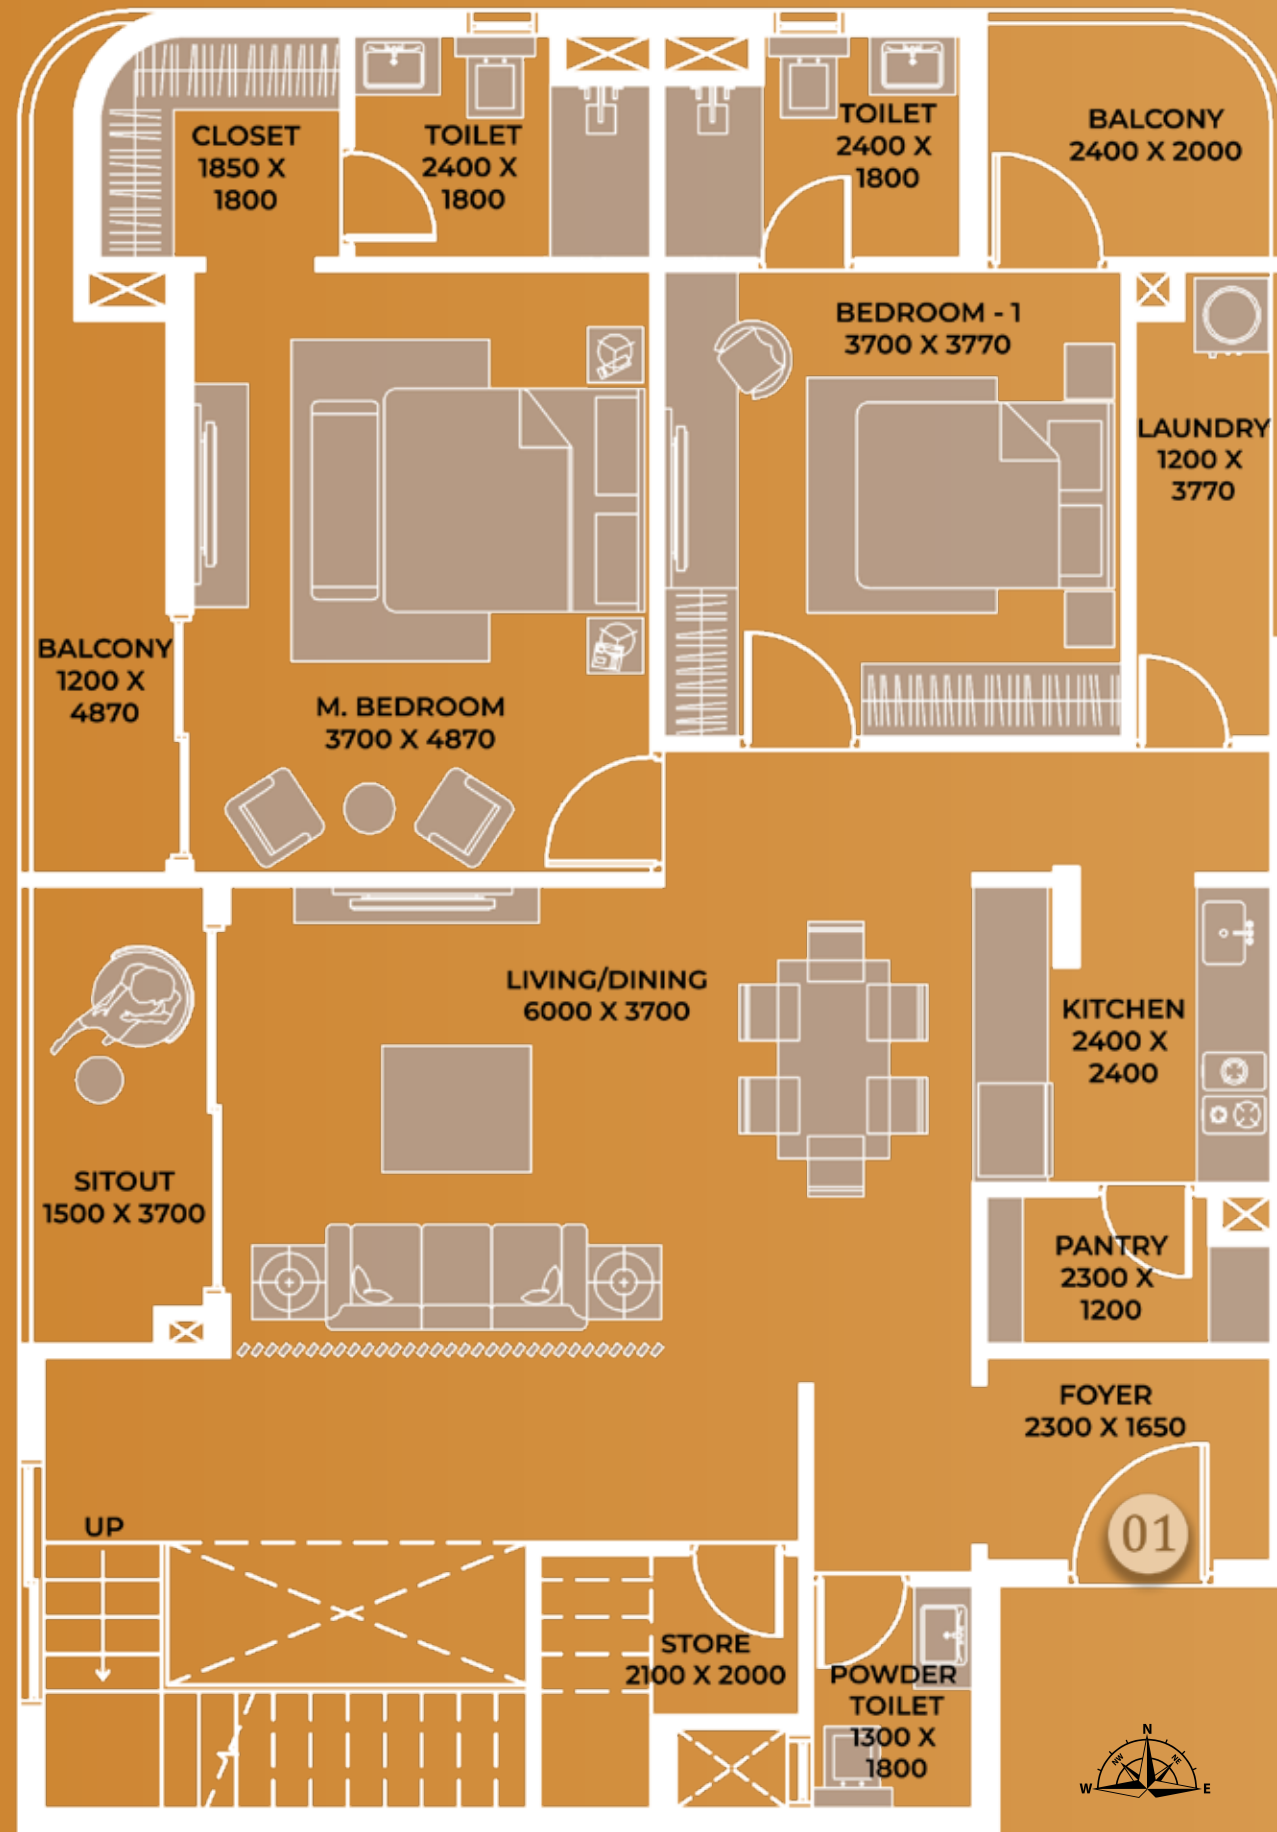 CLOSET
1850 X
1800
TOILET
2400 X
1800
TOILET
2400 X
1800
BALCONY
2400 X 2000
BEDROOM - 1
3700 X 3770
LAUNDRY
1200 X
3770
BALCONY
1200 X
4870
M. BEDROOM
3700 X 4870
LIVING/DINING
6000 X 3700
KITCHEN
2400 X
2400
SITOUT
1500 X 3700
PANTRY
2300 X
1200
FOYER
2300 X 1650
01
UP
STORE
2100 X 2000
POWDER
TOILET
1300 X
1800
N
NW
NE
W
E